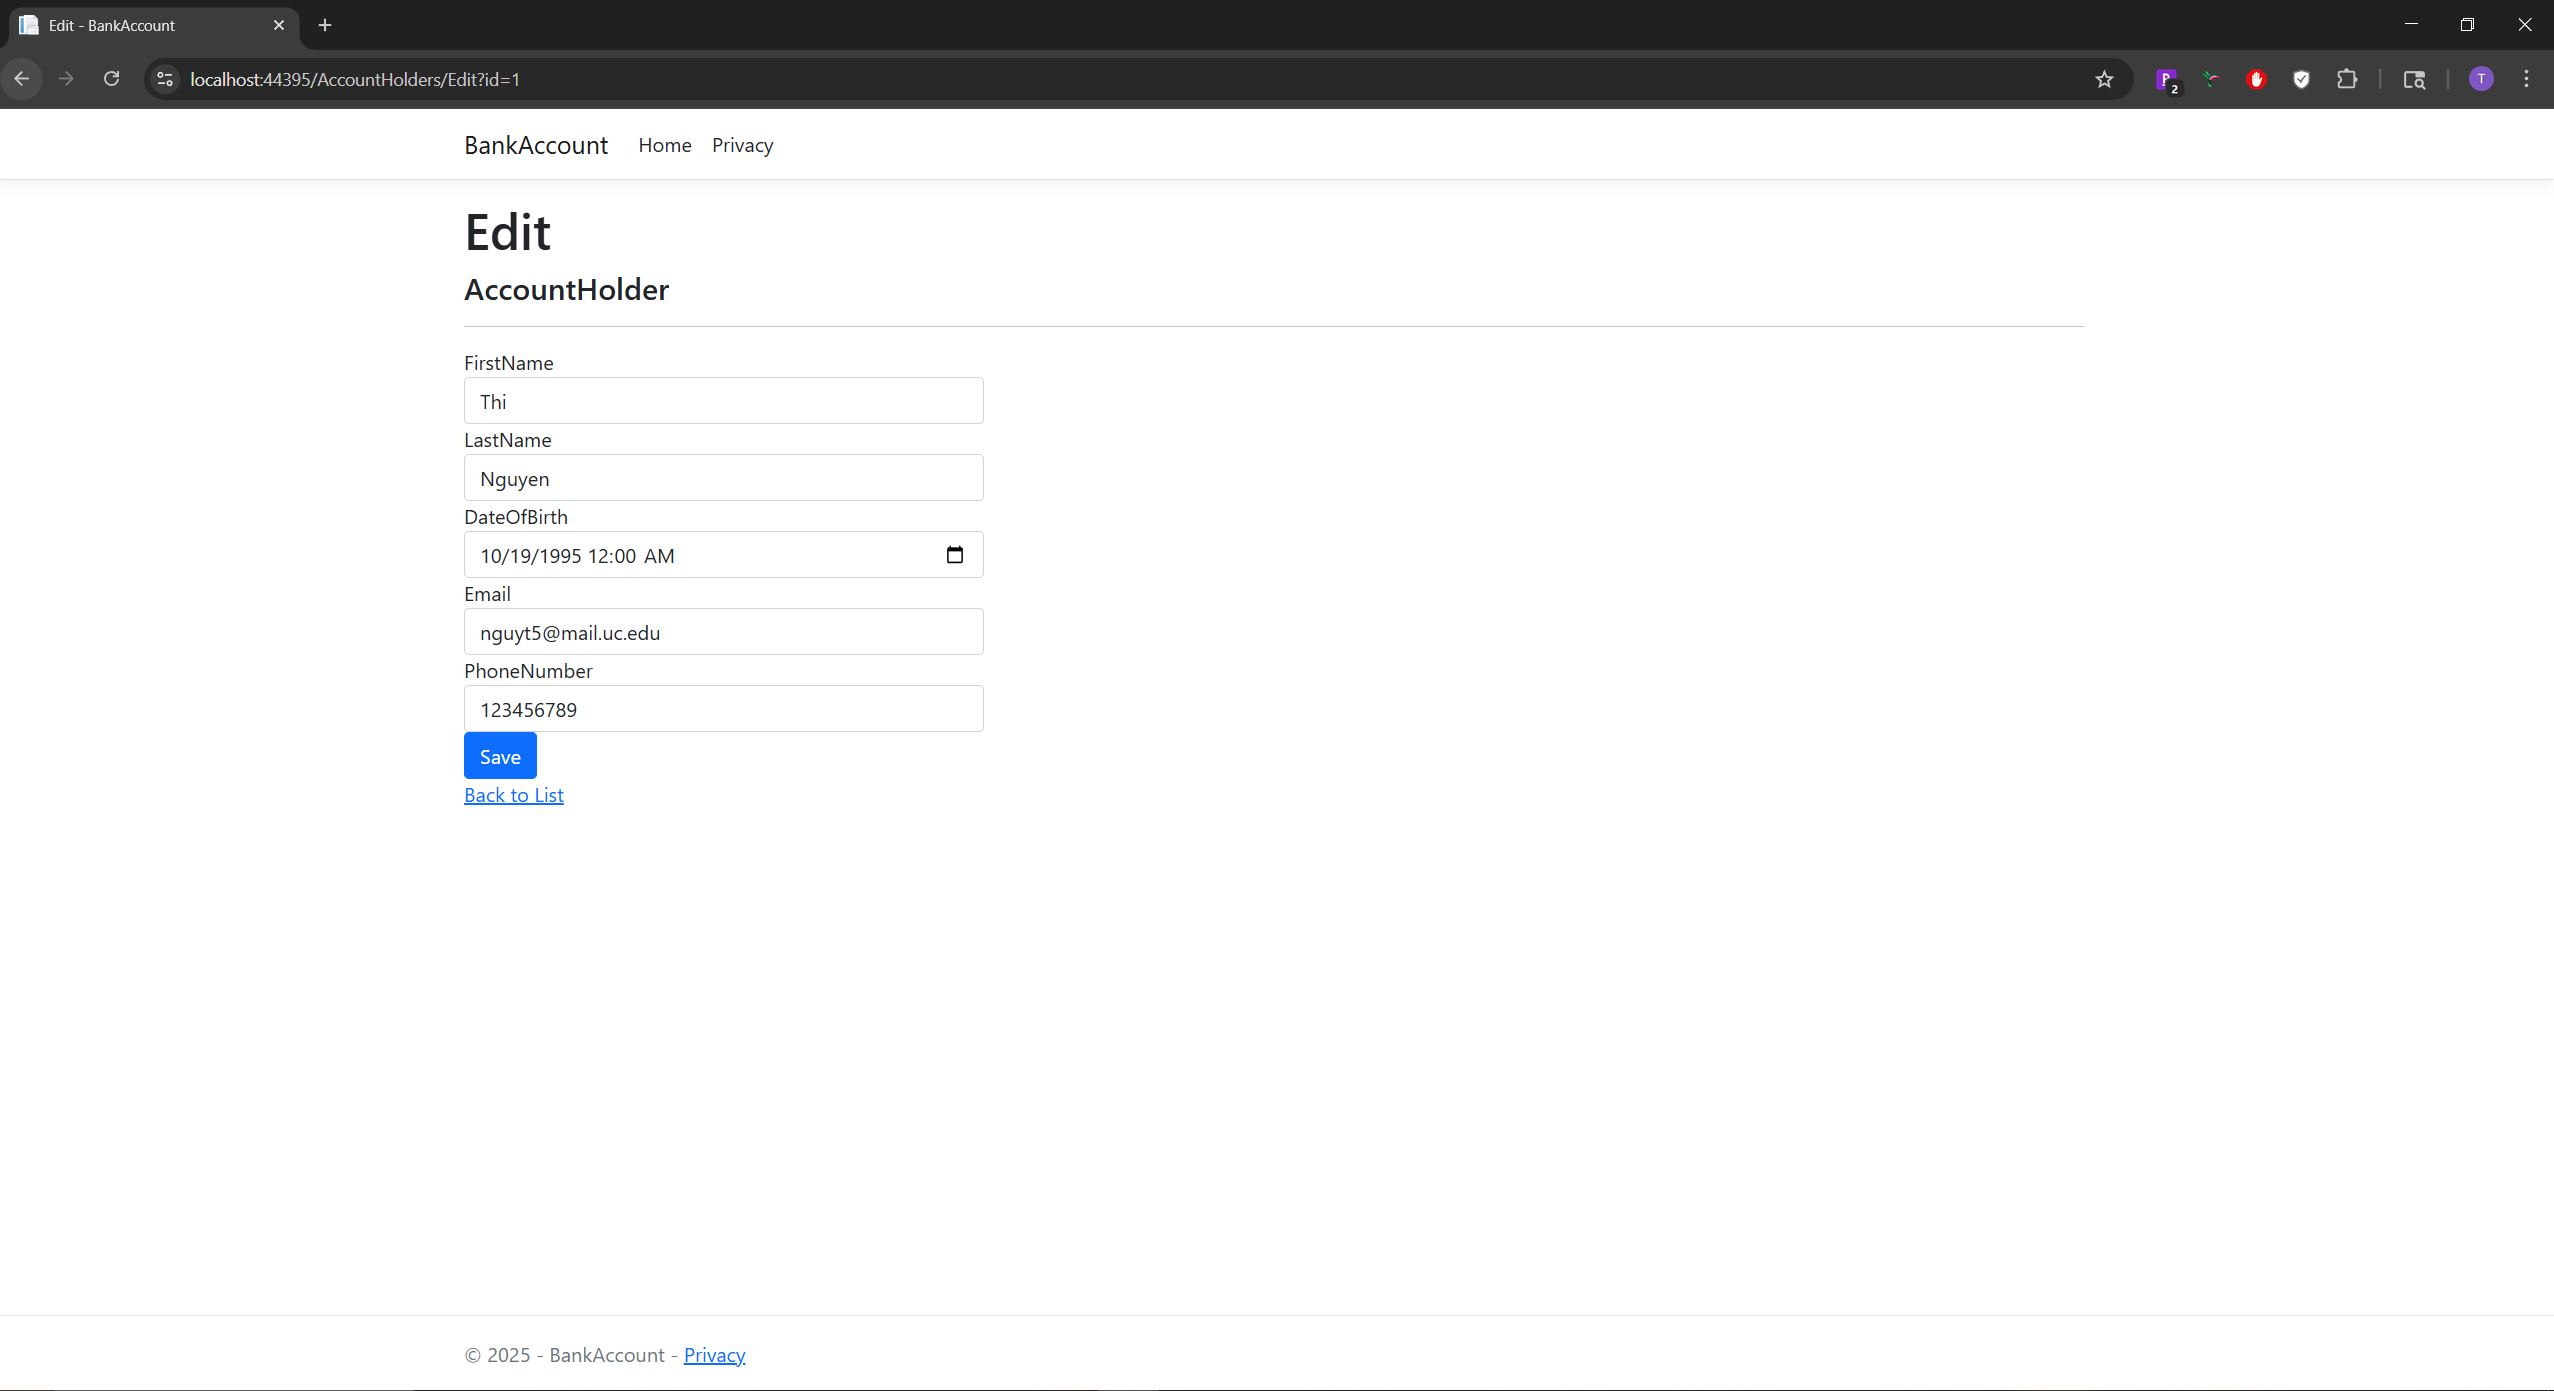 Edit - BankAccount
localhost:44395/AccountHolders/Edit?id=1
2
T
BankAccount Home Privacy
Edit
AccountHolder
FirstName
Thi
LastName
Nguyen
DateOfBirth
10/19/1995 12:00 AM
Email
nguyt5@mail.uc.edu
PhoneNumber
123456789
Save
Back to List
© 2025 - BankAccount - Privacy